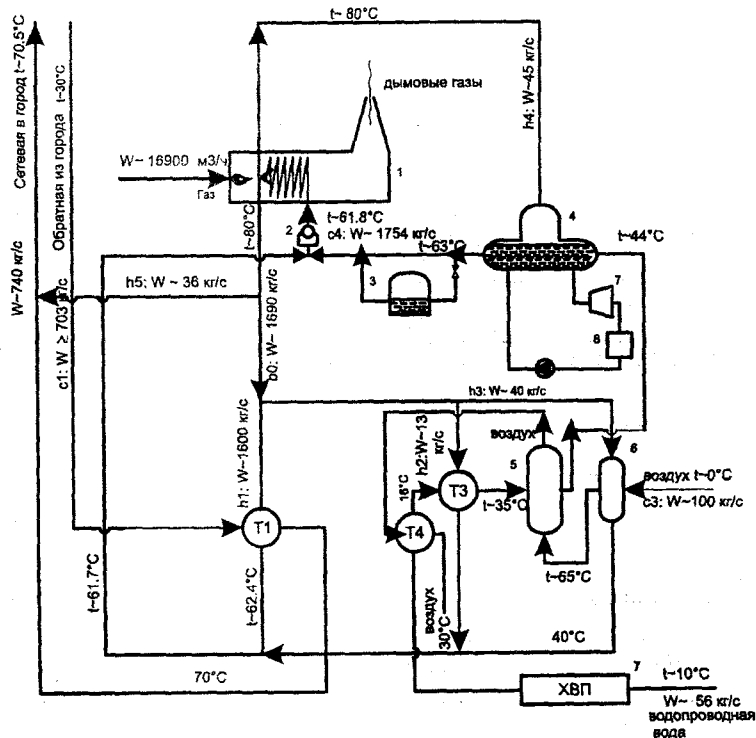 t~ 80°C
Сетевая в город t~70,5°C
Обратная из города t~30°C
дымовые газы
h4: W~45 кг/с
W~ 16900 м3/ч
Газ
1
2
t~61.8°C
c4: W~ 1754 кг/с
t~80°C
t~63°C
4
t~44°C
3
7
8
W~740 кг/с
c1: W ≥ 703 кг/с
h5: W ~ 36 кг/с
b0: W~ 1690 кг/с
h3: W~ 40 кг/с
h1: W~1600 кг/с
h2:W~13 кг/с
воздух
5
6
воздух t~0°C
c3: W~100 кг/с
16°C
T1
T3
T4
t~35°C
t~65°C
t~61.7°C
t~62.4°C
воздух
30°C
40°C
70°C
ХВП
7
t~10°C
W~ 56 кг/с
водопроводная
вода